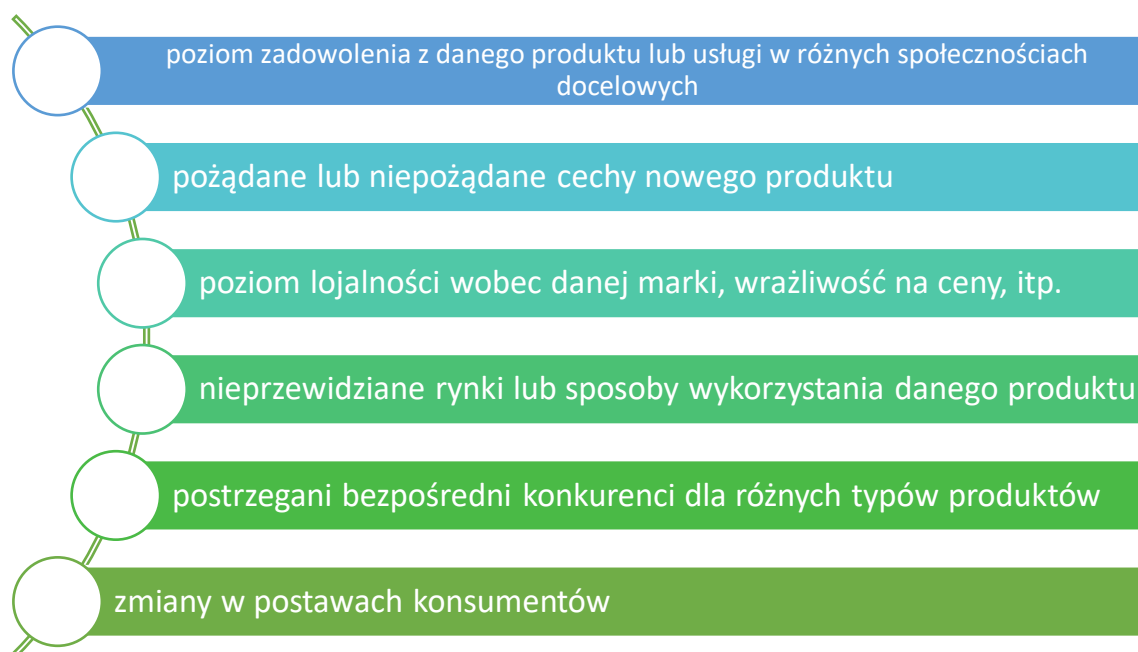 poziom zadowolenia z danego produktu lub usługi w różnych społecznościach
docelowych
pożądane lub niepożądane cechy nowego produktu
poziom lojalności wobec danej marki, wrażliwość na ceny, itp.
nieprzewidziane rynki lub sposoby wykorzystania danego produktu
postrzegani bezpośredni konkurenci dla różnych typów produktów
zmiany w postawach konsumentów